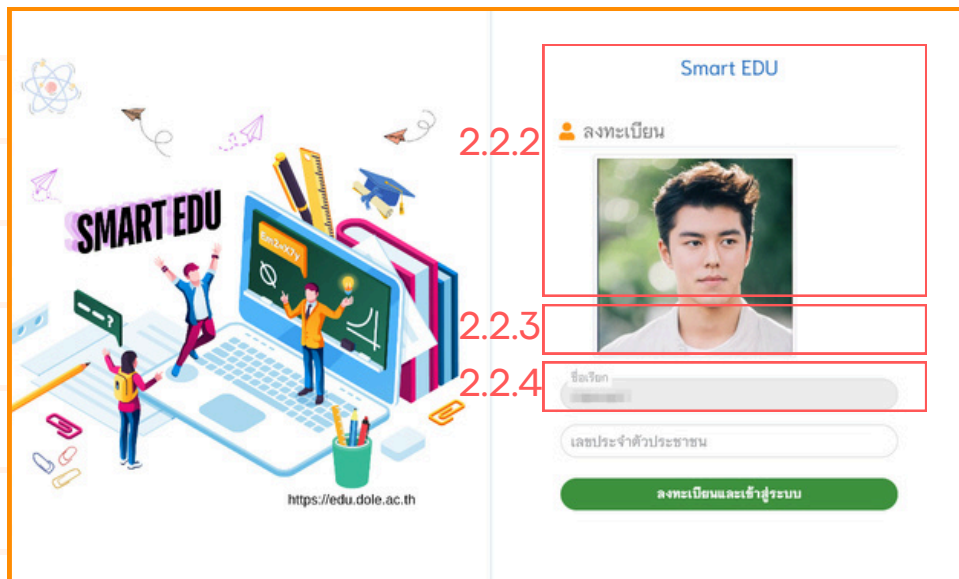 Smart EDU
2.2.2
ลงทะเบียน
SMART EDU
6m2=X7y
--?
2.2.3
2.2.4
ชื่อเรียก
เลขประจำตัวประชาชน
ลงทะเบียนและเข้าสู่ระบบ
https://edu.dole.ac.th